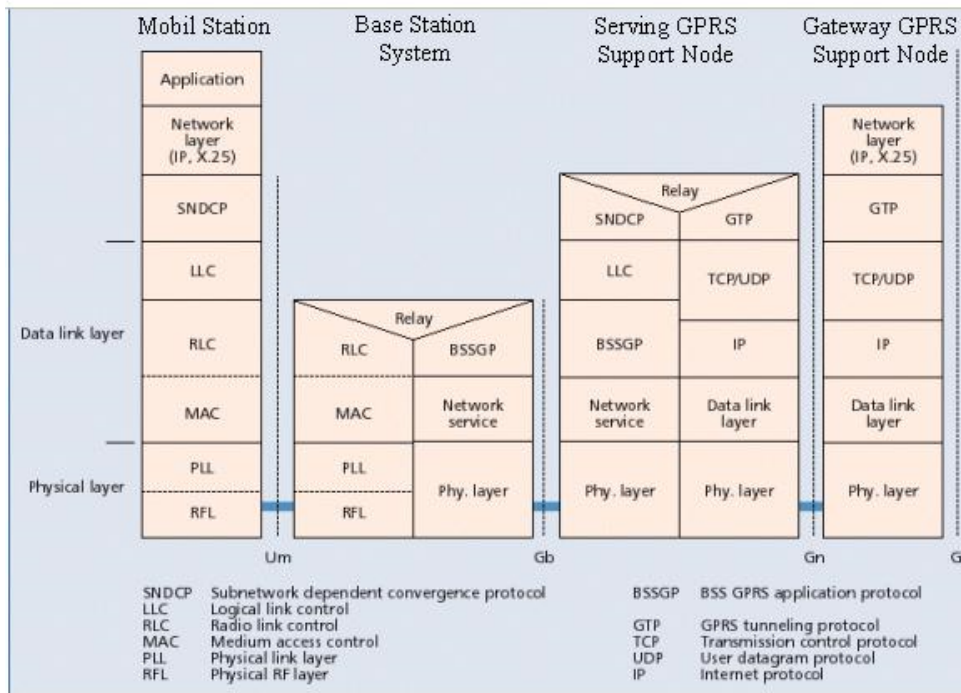 Mobil Station
Base Station
System
Serving GPRS
Support Node
Gateway GPRS
Support Node
Application
Network
layer
(IP, X.25)
SNDCP
LLC
RLC
MAC
PLL
RFL
Data link layer
Physical layer
Relay
RLC
BSSGP
MAC
Network
service
PLL
RFL
Phy. layer
Relay
SNDCP
GTP
LLC
TCP/UDP
BSSGP
IP
Network
service
Data link
layer
Phy. layer
Phy. layer
Network
layer
(IP, X.25)
GTP
TCP/UDP
IP
Data link
layer
Phy. layer
Um
Gb
Gn
G
SNDCP Subnetwork dependent convergence protocol
LLC Logical link control
RLC Radio link control
MAC Medium access control
PLL Physical link layer
RFL Physical RF layer
BSSGP BSS GPRS application protocol
GTP GPRS tunneling protocol
TCP Transmission control protocol
UDP User datagram protocol
IP Internet protocol